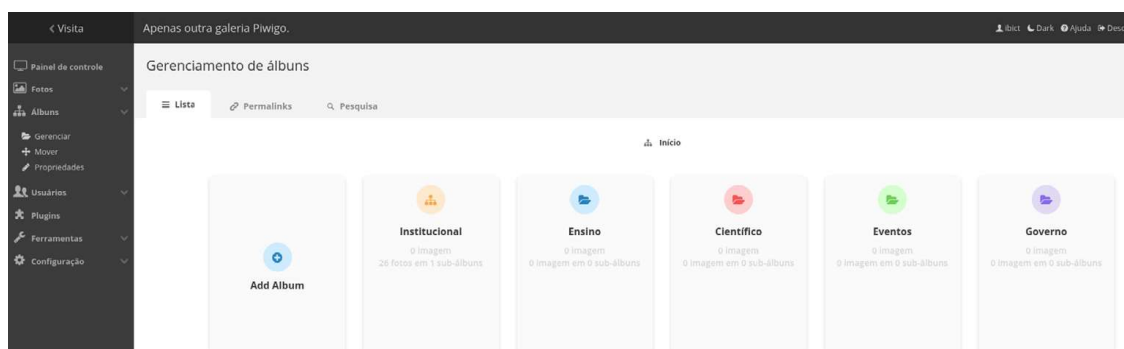 < Visita
Apenas outra galeria Piwigo.
ibict Dark Ajuda
Painel de controle
Fotos
Álbuns
Gerenciar
Mover
Propriedades
Usuários
Plugins
Ferramentas
Configuração
Gerenciamento de álbuns
Lista Permalinks Pesquisa
Início
Add Album
Institucional
0 imagem
26 fotos em 1 sub-álbuns
Ensino
0 imagem
0 imagem em 0 sub-álbuns
Científico
0 imagem
0 imagem em 0 sub-álbuns
Eventos
0 imagem
0 imagem em 0 sub-álbuns
Governo
0 imagem
0 imagem em 0 sub-álbuns